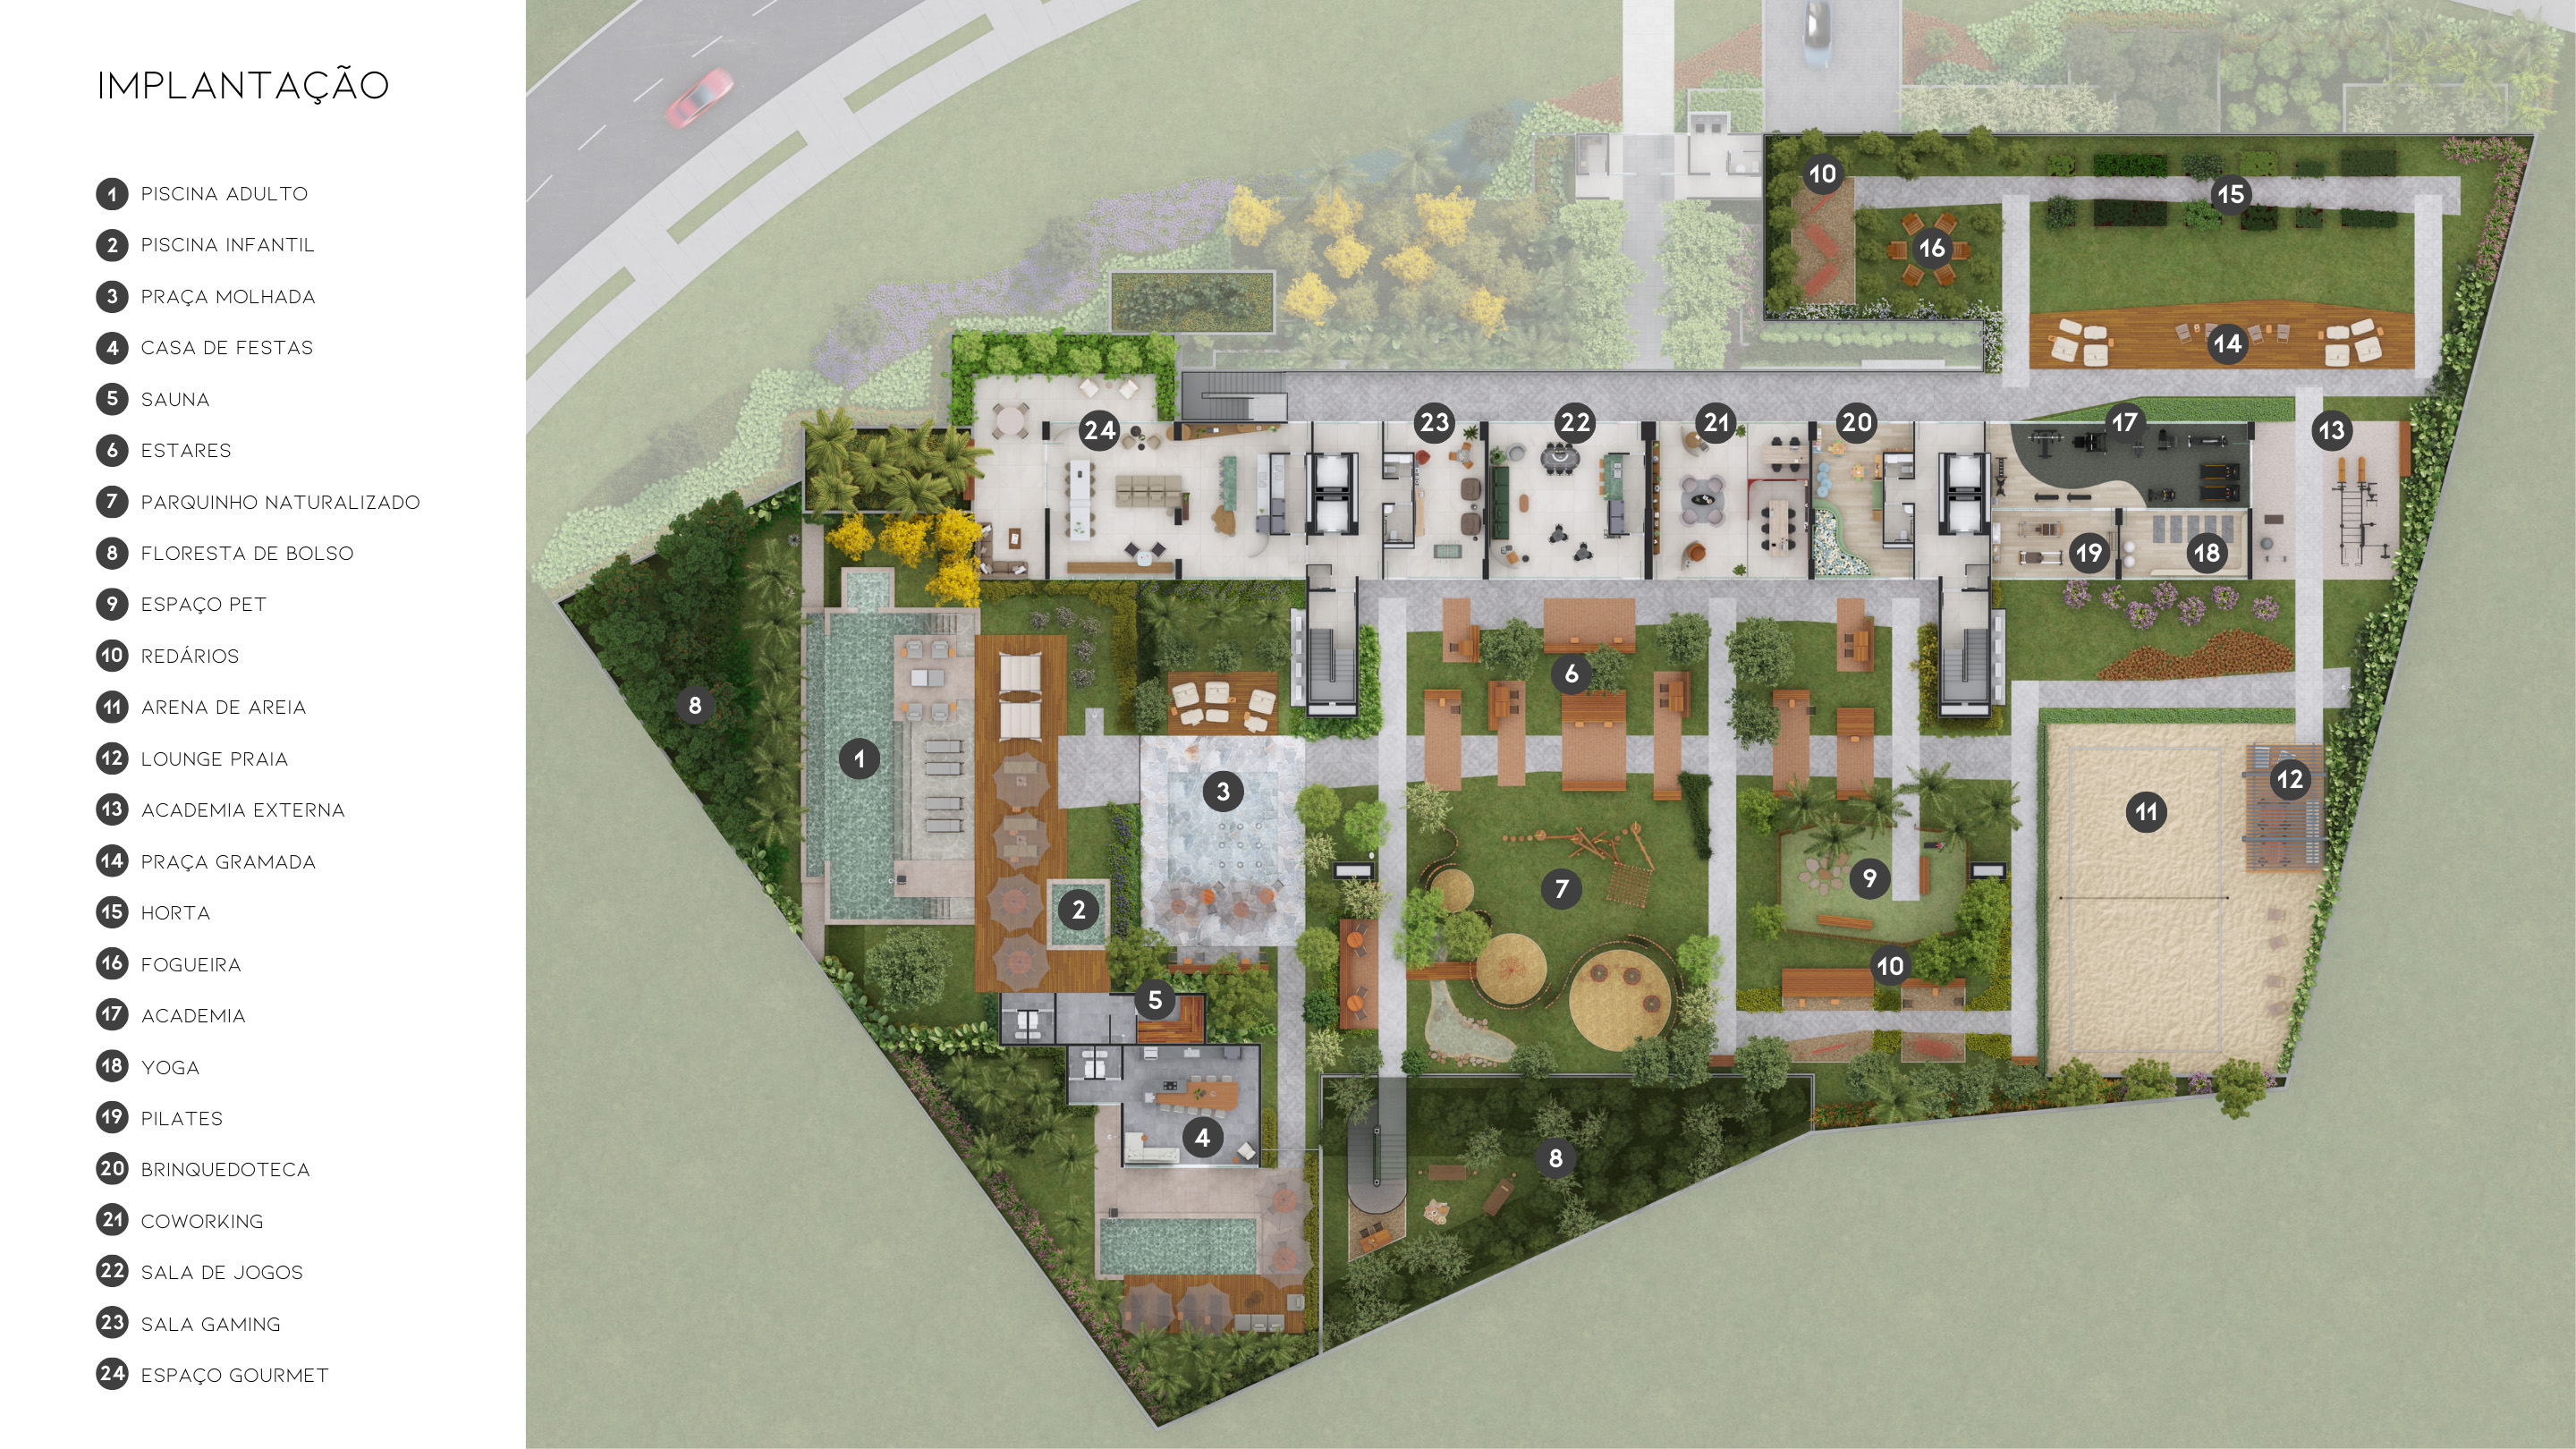 IMPLANTAÇÃO
1 PISCINA ADULTO
2 PISCINA INFANTIL
3 PRAÇA MOLHADA
4 CASA DE FESTAS
5 SAUNA
6 ESTARES
7 PARQUINHO NATURALIZADO
8 FLORESTA DE BOLSO
9 ESPAÇO PET
10 REDÁRIOS
11 ARENA DE AREIA
12 LOUNGE PRAIA
13 ACADEMIA EXTERNA
14 PRAÇA GRAMADA
15 HORTA
16 FOGUEIRA
17 ACADEMIA
18 YOGA
19 PILATES
20 BRINQUEDOTECA
21 COWORKING
22 SALA DE JOGOS
23 SALA GAMING
24 ESPAÇO GOURMET
10
15
16
14
24
23
22
21
20
17
13
19
18
6
8
1
3
12
11
2
7
9
10
5
4
8